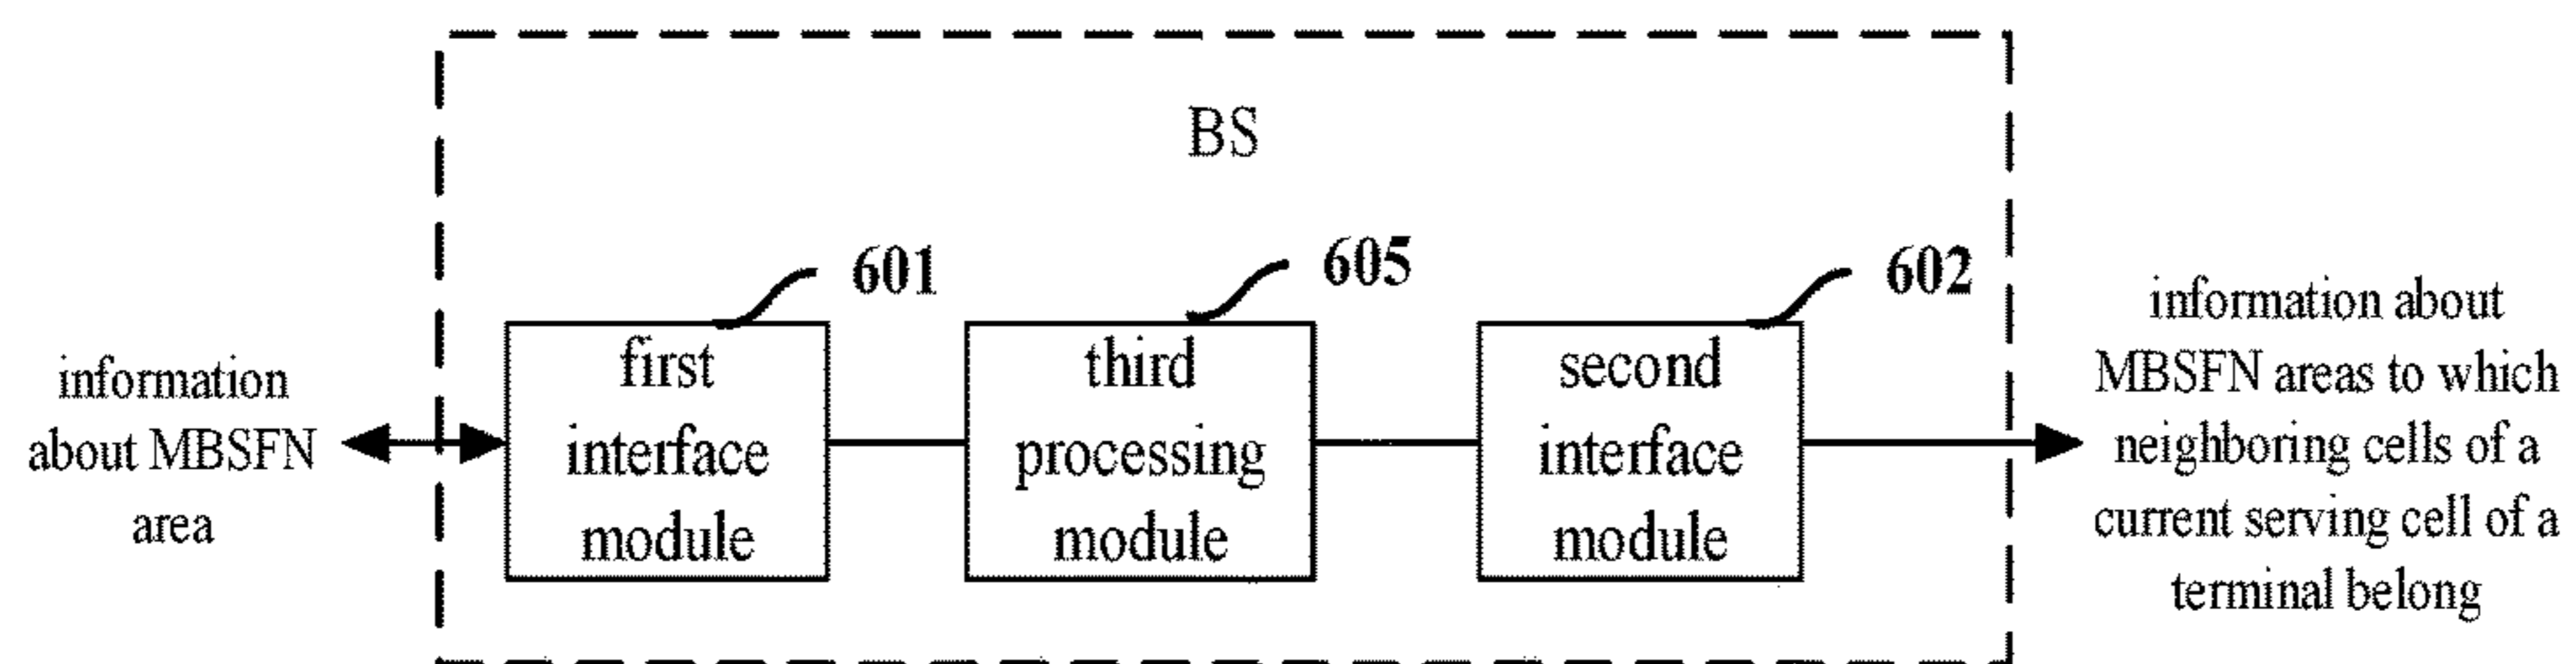 BS
601
605
602
information
about MBSFN
area
first
interface
module
third
processing
module
second
interface
module
information about
MBSFN areas to which
neighboring cells of a
current serving cell of a
terminal belong